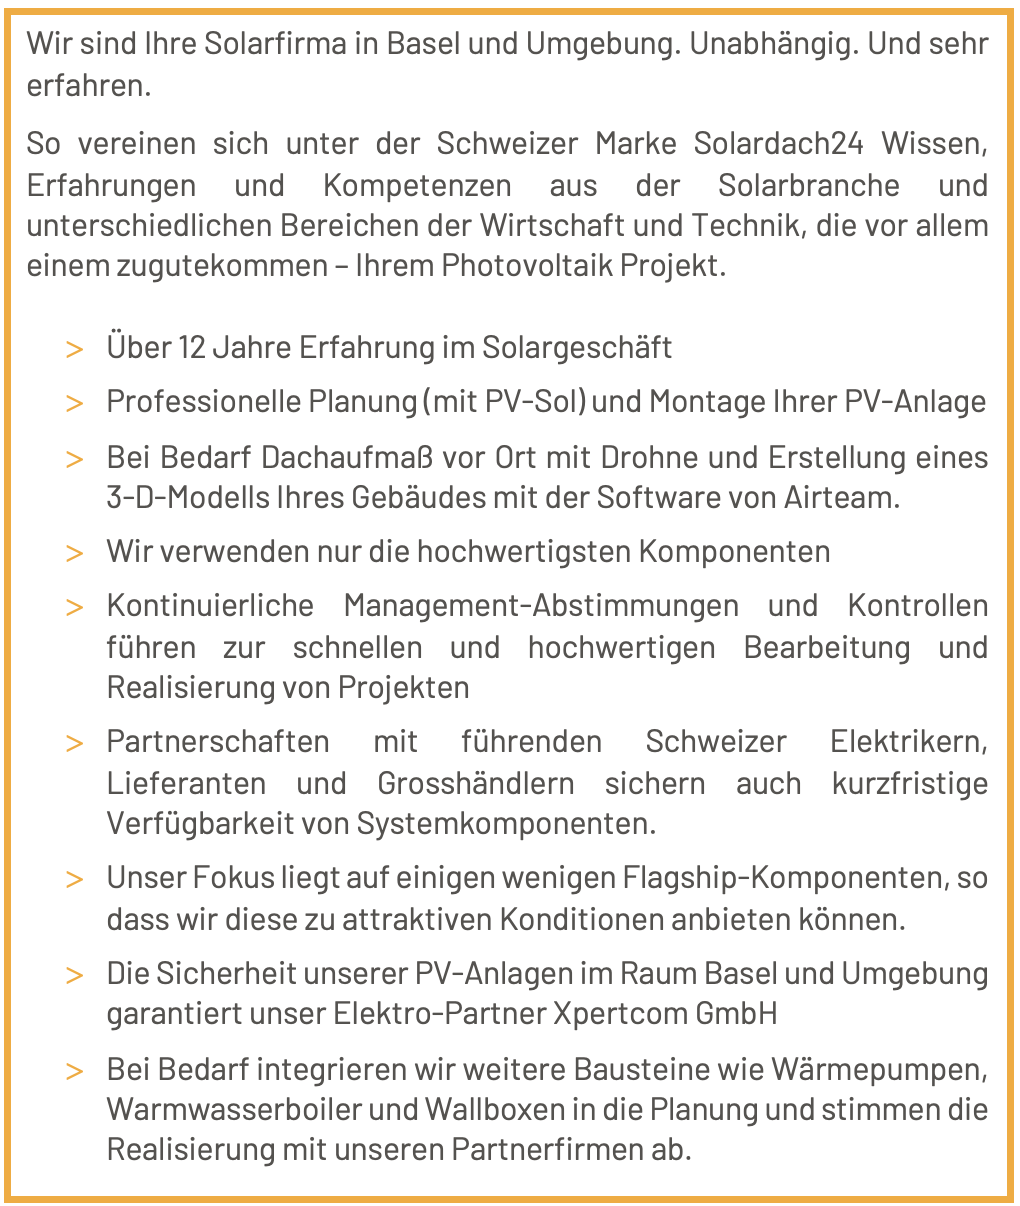 Wir sind Ihre Solarfirma in Basel und Umgebung. Unabhängig. Und sehr
erfahren.
So vereinen sich unter der Schweizer Marke Solardach24 Wissen,
Erfahrungen und Kompetenzen aus der Solarbranche und
unterschiedlichen Bereichen der Wirtschaft und Technik, die vor allem
einem zugutekommen – Ihrem Photovoltaik Projekt.
> Über 12 Jahre Erfahrung im Solargeschäft
> Professionelle Planung (mit PV-Sol) und Montage Ihrer PV-Anlage
> Bei Bedarf Dachaufmaß vor Ort mit Drohne und Erstellung eines
3-D-Modells Ihres Gebäudes mit der Software von Airteam.
> Wir verwenden nur die hochwertigsten Komponenten
> Kontinuierliche Management-Abstimmungen und Kontrollen
führen zur schnellen und hochwertigen Bearbeitung und
Realisierung von Projekten
> Partnerschaften mit führenden Schweizer Elektrikern,
Lieferanten und Grosshändlern sichern auch kurzfristige
Verfügbarkeit von Systemkomponenten.
> Unser Fokus liegt auf einigen wenigen Flagship-Komponenten, so
dass wir diese zu attraktiven Konditionen anbieten können.
> Die Sicherheit unserer PV-Anlagen im Raum Basel und Umgebung
garantiert unser Elektro-Partner Xpertcom GmbH
> Bei Bedarf integrieren wir weitere Bausteine wie Wärmepumpen,
Warmwasserboiler und Wallboxen in die Planung und stimmen die
Realisierung mit unseren Partnerfirmen ab.